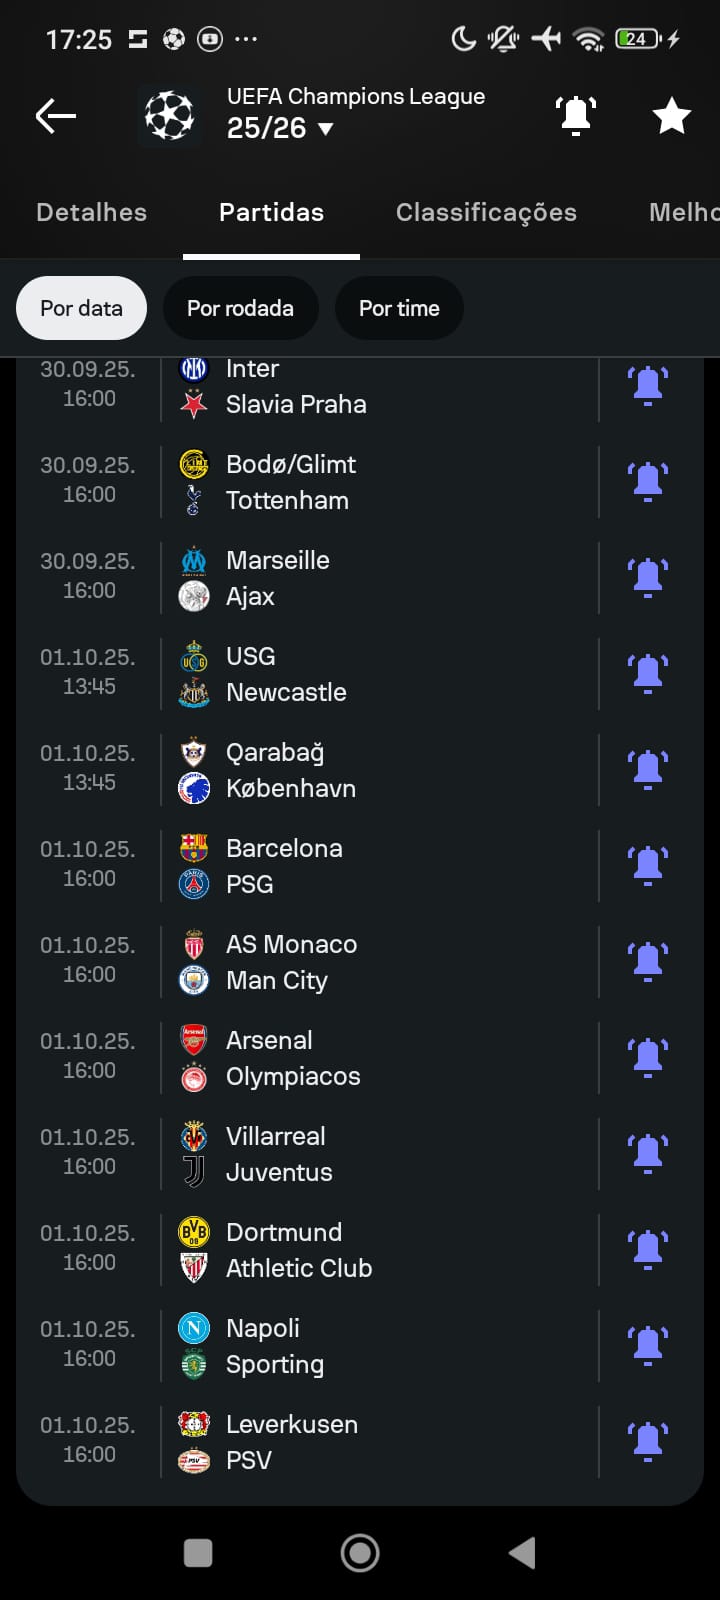 17:25
24
UEFA Champions League
25/26
Detalhes Partidas Classificações Melho
Por data Por rodada Por time
30.09.25. Inter
16:00 Slavia Praha
30.09.25. Bodø/Glimt
16:00 Tottenham
30.09.25. Marseille
16:00 Ajax
01.10.25. USG
13:45 Newcastle
01.10.25. Qarabağ
13:45 København
01.10.25. Barcelona
16:00 PSG
01.10.25. AS Monaco
16:00 Man City
01.10.25. Arsenal
16:00 Olympiacos
01.10.25. Villarreal
16:00 Juventus
01.10.25. Dortmund
16:00 Athletic Club
01.10.25. Napoli
16:00 Sporting
01.10.25. Leverkusen
16:00 PSV